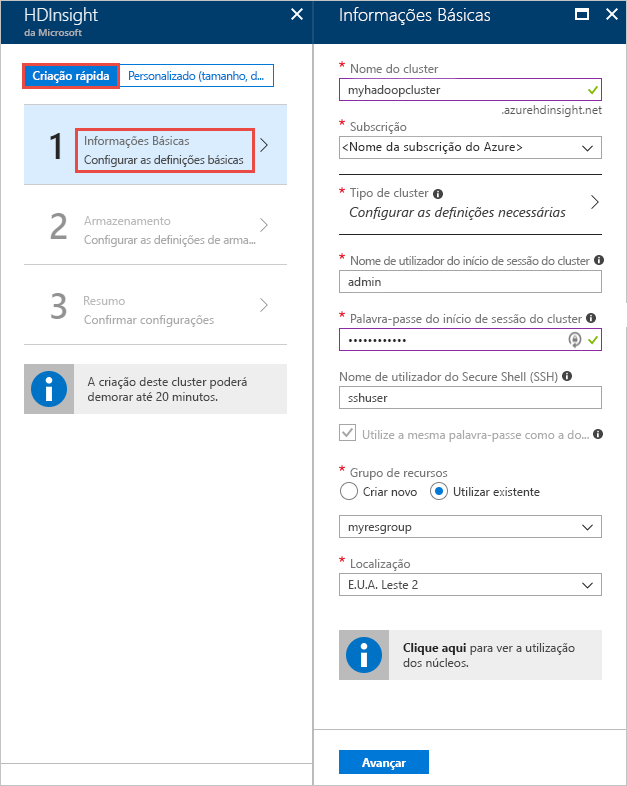 HDInsight
da Microsoft
Criação rápida
Personalizado (tamanho, d...
1
Informações Básicas
Configurar as definições básicas
2
Armazenamento
Configurar as definições de arma...
3
Resumo
Confirmar configurações
A criação deste cluster poderá
demorar até 20 minutos.
Informações Básicas
* Nome do cluster
myhadoopcluster
.azurehdinsight.net
* Subscrição
<Nome da subscrição do Azure>
* Tipo de cluster
Configurar as definições necessárias
* Nome de utilizador do início de sessão do cluster
admin
* Palavra-passe do início de sessão do cluster
••••••••••••
Nome de utilizador do Secure Shell (SSH)
sshuser
Utilize a mesma palavra-passe como a do...
* Grupo de recursos
Criar novo
Utilizar existente
myresgroup
* Localização
E.U.A. Leste 2
Clique aqui para ver a utilização
dos núcleos.
Avançar